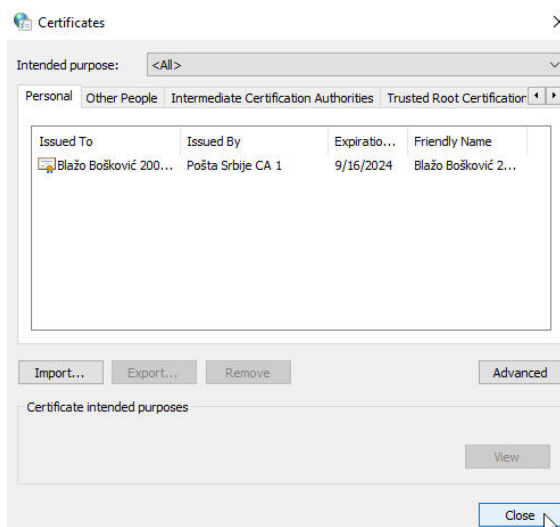 Certificates
Intended purpose: <All>
Personal Other People Intermediate Certification Authorities Trusted Root Certification
Issued To Issued By Expiratio... Friendly Name
Blažo Bošković 200... Pošta Srbije CA 1 9/16/2024 Blažo Bošković 2...
Import... Export... Remove Advanced
Certificate intended purposes
View
Close